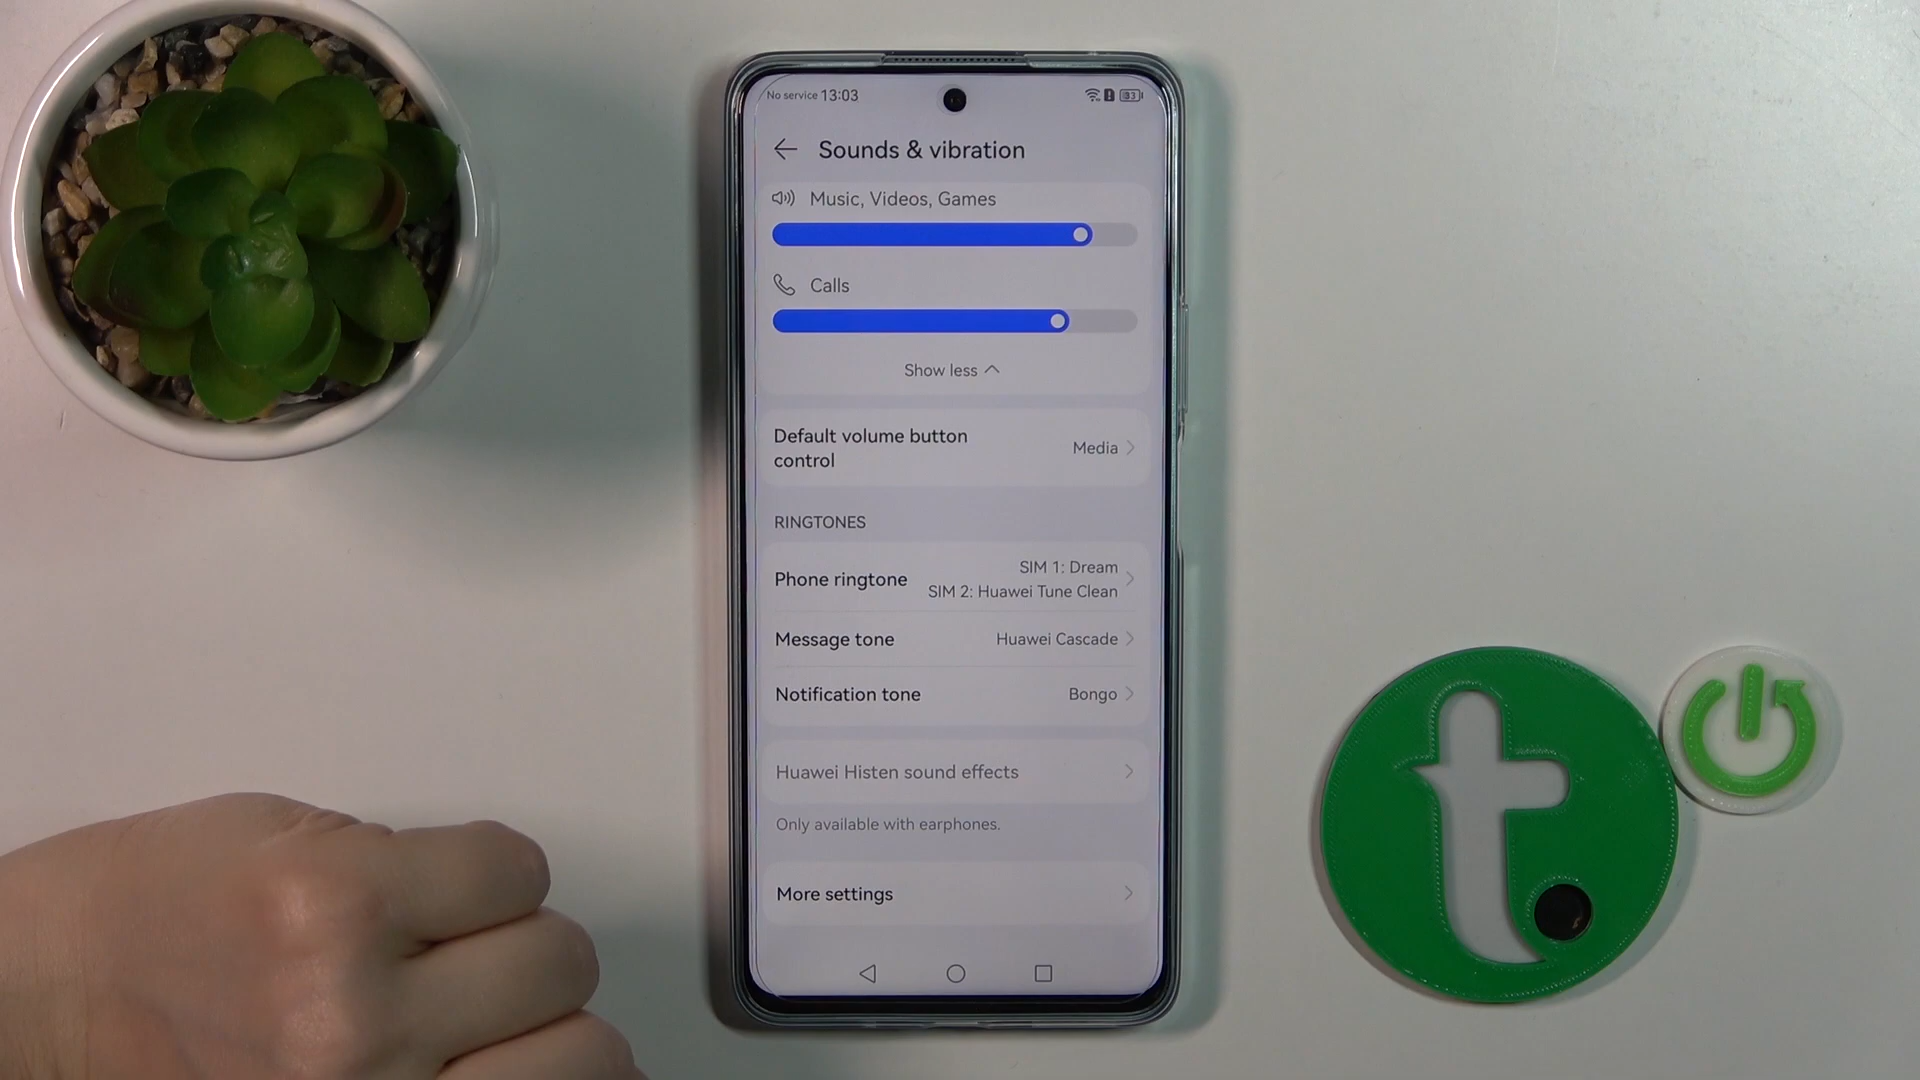 No service 13:03
83
Sounds & vibration
Music, Videos, Games
Calls
Show less
Default volume button
control
Media
RINGTONES
Phone ringtone
SIM 1: Dream
SIM 2: Huawei Tune Clean
Message tone
Huawei Cascade
Notification tone
Bongo
Huawei Histen sound effects
Only available with earphones.
More settings
t.